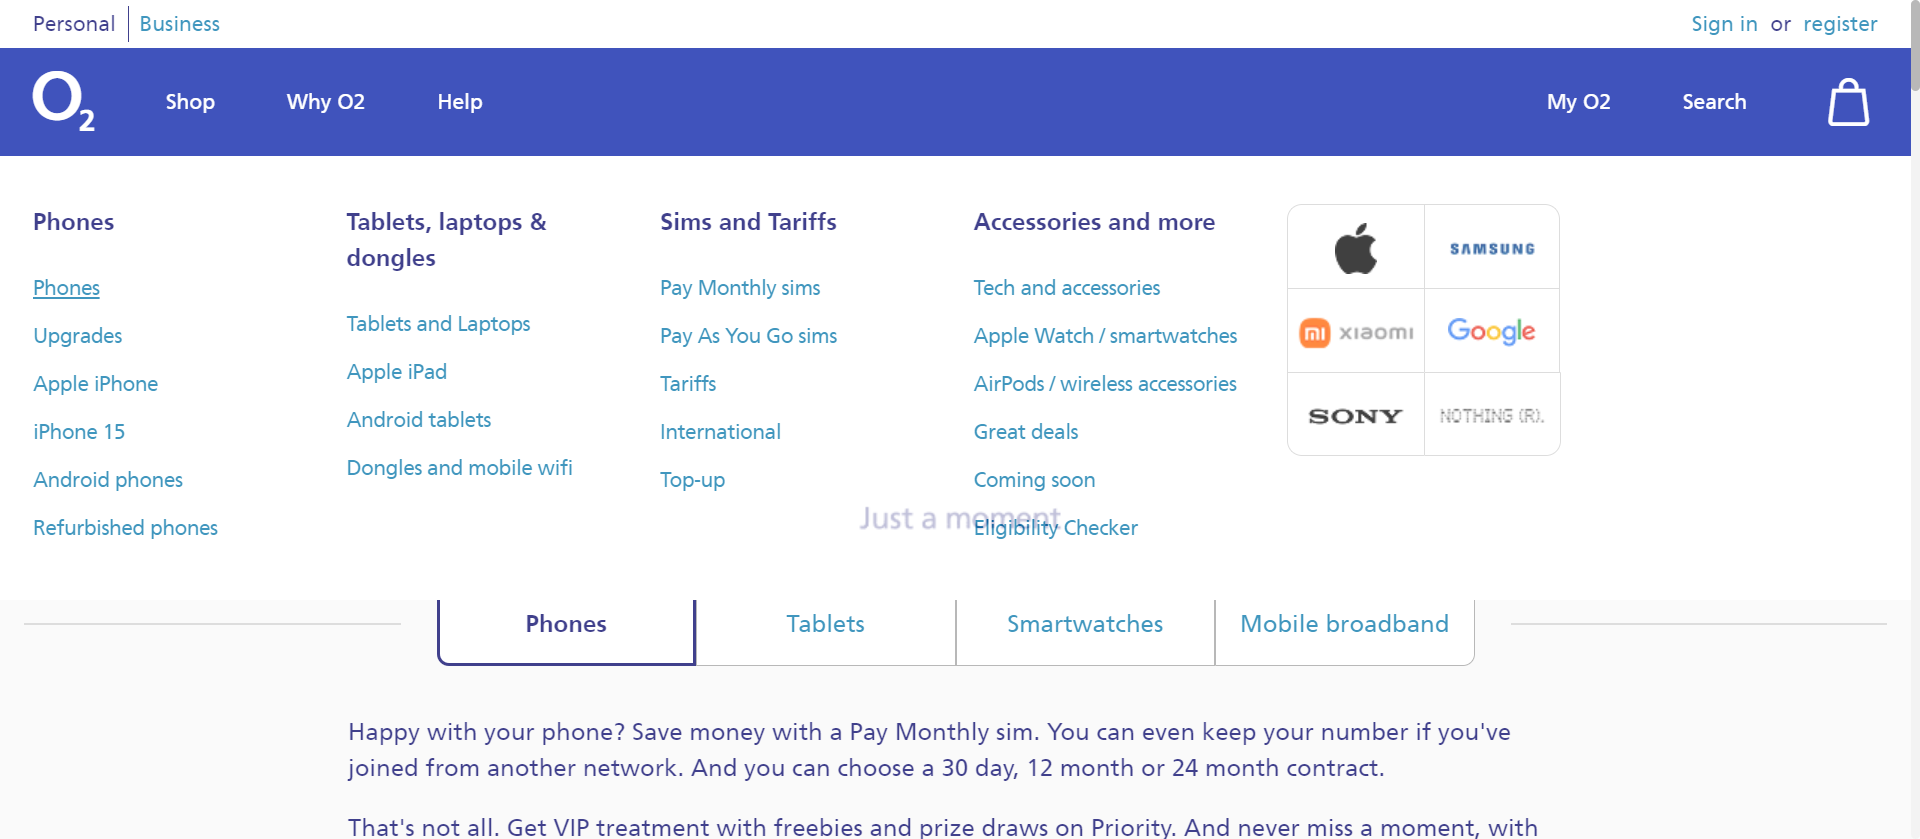 Personal
Business
Sign in or register
O2
Shop
Why O2
Help
My O2
Search
Phones
Phones
Upgrades
Apple iPhone
iPhone 15
Android phones
Refurbished phones
Tablets, laptops &
dongles
Tablets and Laptops
Apple iPad
Android tablets
Dongles and mobile wifi
Sims and Tariffs
Pay Monthly sims
Pay As You Go sims
Tariffs
International
Top-up
Accessories and more
Tech and accessories
Apple Watch / smartwatches
AirPods / wireless accessories
Great deals
Coming soon
Eligibility Checker
SAMSUNG
mi xiaomi
Google
SONY
NOTHING (R).
Just a moment
Phones
Tablets
Smartwatches
Mobile broadband
Happy with your phone? Save money with a Pay Monthly sim. You can even keep your number if you've
joined from another network. And you can choose a 30 day, 12 month or 24 month contract.
That's not all. Get VIP treatment with freebies and prize draws on Priority. And never miss a moment, with